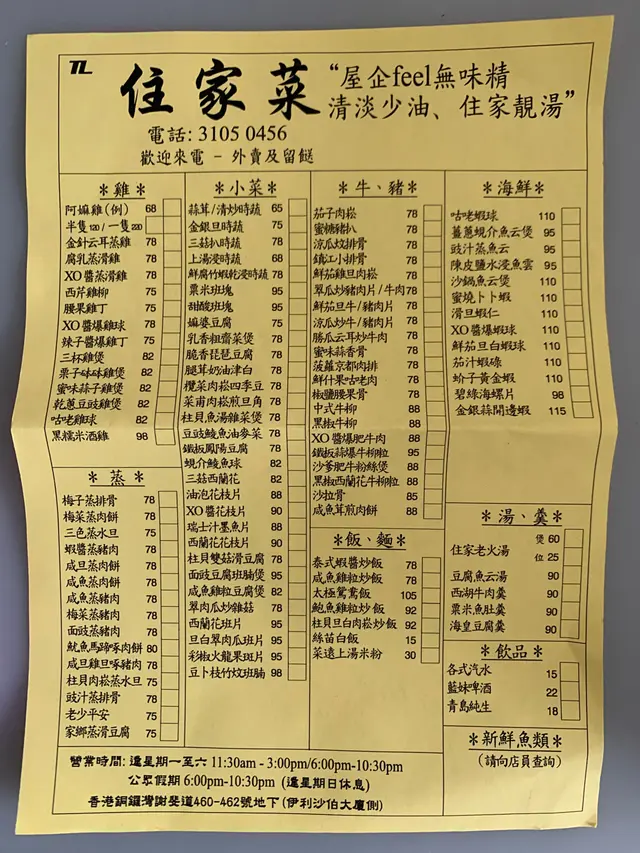 TL
住家菜
“屋企feel無味精
清淡少油、住家靚湯”
電話: 3105 0456
歡迎來電 - 外賣及留餸
＊雞＊
阿嫲雞(例) 68
半隻120/一隻220
金針云耳蒸雞 78
腐乳蒸滑雞 78
XO醬蒸滑雞 78
西芹雞柳 75
腰果雞丁 75
XO醬爆雞球 78
辣子醬爆雞丁 75
三杯雞煲 82
栗子砵砵雞煲 82
蜜味蒜子雞煲 82
乾蔥豆豉雞煲 82
咕咾雞球 82
黑糯米酒雞 98
＊蒸＊
梅子蒸排骨 78
梅菜蒸肉餅 78
三色蒸水旦 75
蝦醬蒸豬肉 78
咸旦蒸肉餅 78
咸魚蒸肉餅 78
咸魚蒸豬肉 78
梅菜蒸豬肉 78
面豉蒸豬肉 78
魷魚馬蹄啄肉餅 80
咸旦雞旦啄豬肉 78
柱貝肉崧蒸水旦 75
豉汁蒸排骨 78
老少平安 75
家鄉蒸滑豆腐 75
＊小菜＊
蒜茸/清炒時蔬 65
金銀旦時蔬 75
三菇扒時蔬 78
上湯浸時蔬 68
鮮腐竹蝦乾浸時蔬 78
粟米班塊 95
甜酸班塊 95
嫲婆豆腐 75
乳香粗齋菜煲 78
脆香琵琶豆腐 78
腿茸奶油津白 78
欖菜肉崧四季豆 78
菜甫肉崧煎旦角 78
柱貝魚湯雜菜煲 78
豆豉鯪魚油麥菜 78
鐵板鳳陽豆腐 78
蜆介鯪魚球 82
三菇西蘭花 82
油泡花枝片 88
XO醬花枝片 90
瑞士汁墨魚片 88
西蘭花花枝片 90
柱貝雙菇滑豆腐 78
面豉豆腐班腩煲 95
咸魚雞粒豆腐煲 82
翠肉瓜炒雜菇 78
西蘭花班片 95
旦白翠肉瓜班片 95
彩椒火龍果班片 95
豆卜枝竹炆班腩 98
＊牛、豬＊
茄子肉崧 78
蜜糖豬扒 78
涼瓜炆排骨 78
鎮江小排骨 78
鮮茄雞旦肉崧 78
翠瓜炒豬肉片/牛肉78
鮮茄旦牛/豬肉片 78
涼瓜炒牛/豬肉片 78
勝瓜云耳炒牛肉 78
蜜味蒜香骨 78
菠蘿京都肉排 78
鮮什果咕咾肉 78
椒鹽腰果骨 78
中式牛柳 88
黑椒牛柳 88
XO醬爆肥牛肉 88
鐵板蒜爆牛柳粒 95
沙爹肥牛粉絲煲 88
黑椒西蘭花牛柳粒 88
沙拉骨 85
咸魚茸煎肉餅 88
＊飯、麵＊
泰式蝦醬炒飯 78
咸魚雞粒炒飯 78
太極鴛鴦飯 105
鮑魚雞粒炒飯 92
柱貝旦白肉崧炒飯 92
絲苗白飯 15
菜遠上湯米粉 30
＊海鮮＊
咕咾蝦球 110
薑蔥蜆介魚云煲 95
豉汁蒸魚云 95
陳皮鹽水浸魚雲 95
沙鍋魚云煲 110
蜜燒卜卜蝦 110
滑旦蝦仁 110
XO醬爆蝦球 110
鮮茄旦白蝦球 110
茄汁蝦碌 110
蚧子黃金蝦 110
碧綠海螺片 98
金銀蒜開邊蝦 115
＊湯、羹＊
住家老火湯 煲 60
位 25
豆腐魚云湯 90
西湖牛肉羹 90
粟米魚肚羹 90
海皇豆腐羹 90
＊飲品＊
各式汽水 15
藍妹啤酒 22
青島純生 18
＊新鮮魚類＊
(請向店員查詢)
營業時間: 逢星期一至六 11:30am - 3:00pm/6:00pm-10:30pm
公眾假期 6:00pm-10:30pm (逢星期日休息)
香港銅鑼灣謝斐道460-462號地下(伊利沙伯大廈側)